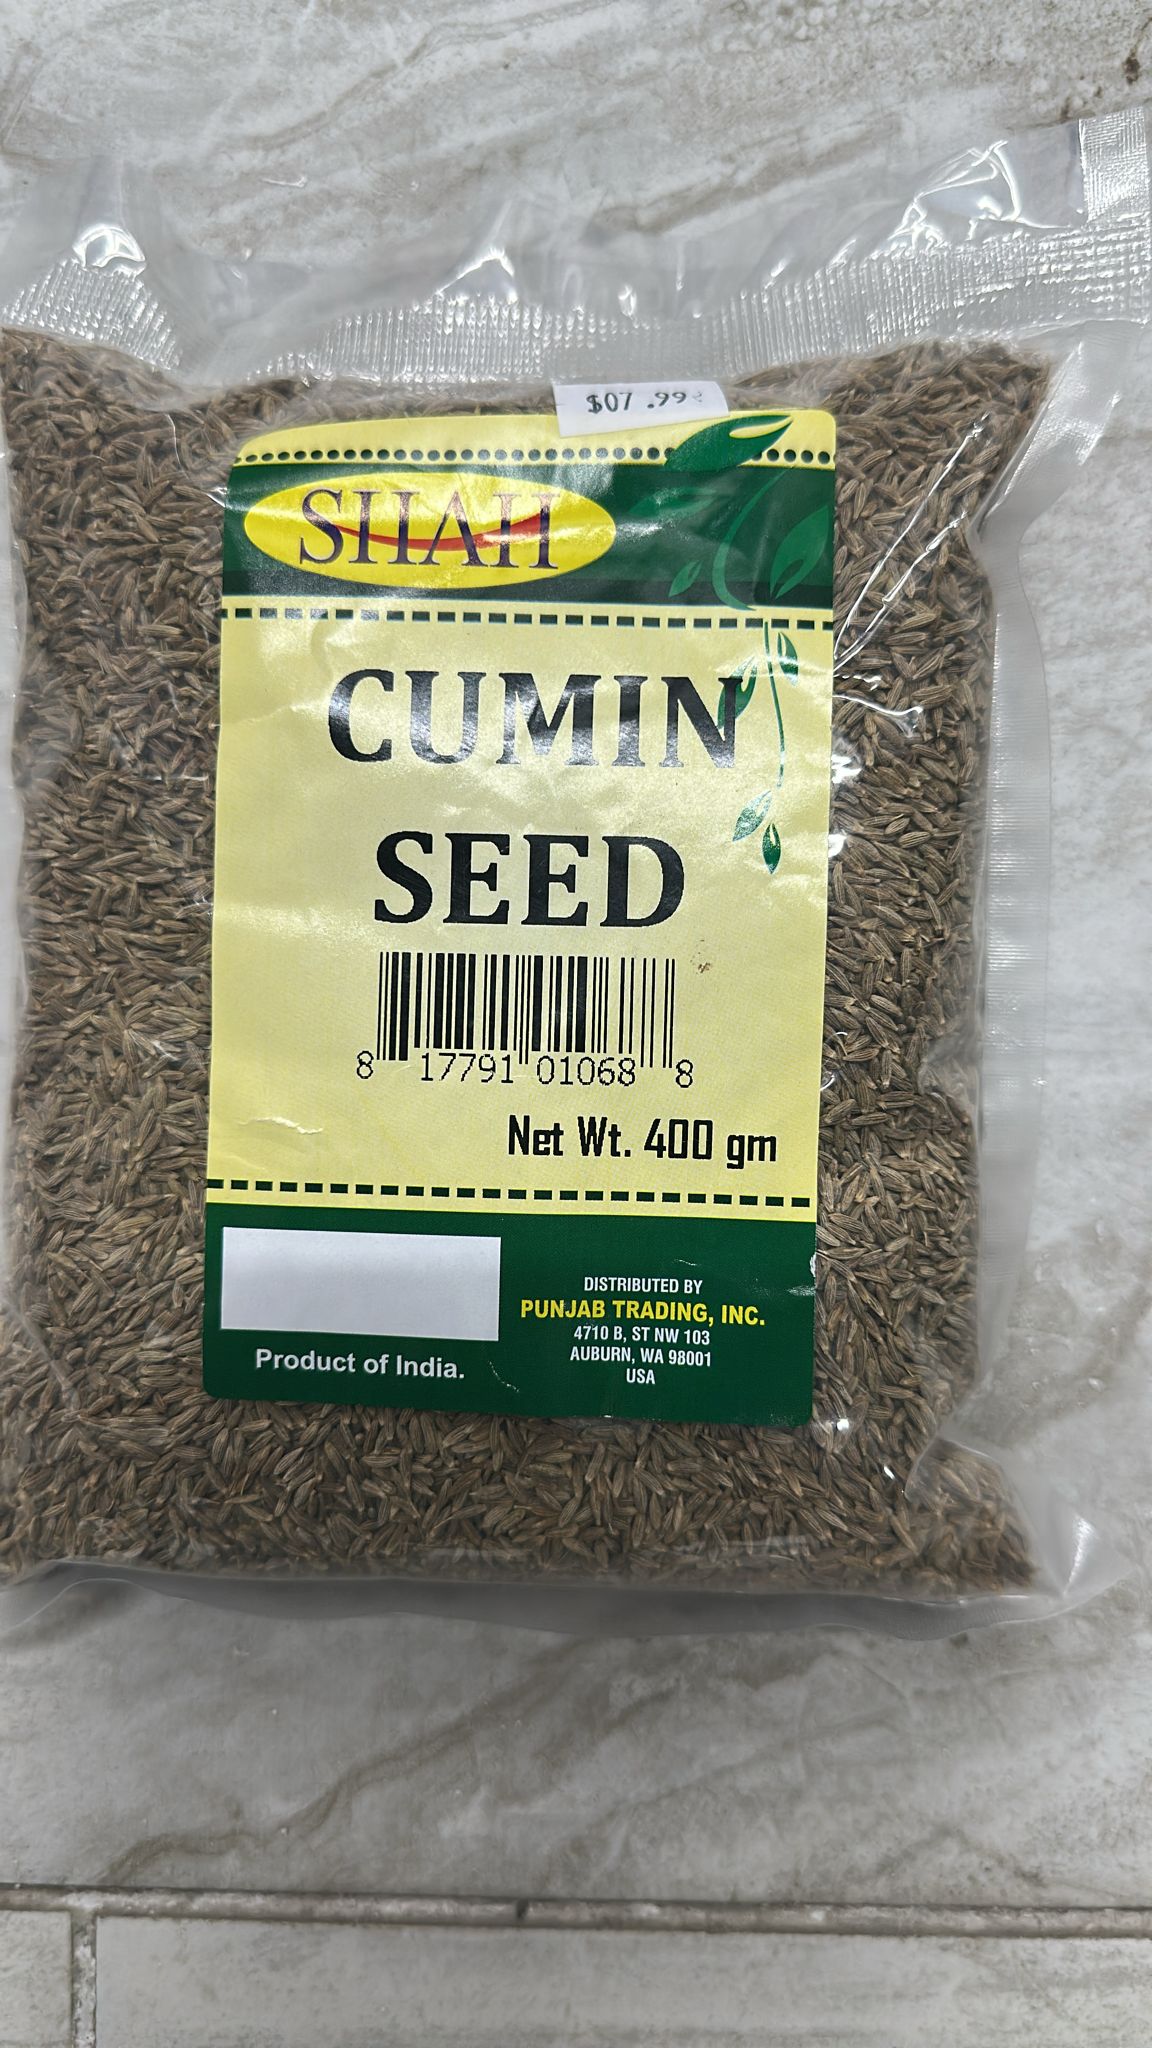 $07.99
SHAH
CUMIN
SEED
8 17791 01068 8
Net Wt. 400 gm
Product of India.
DISTRIBUTED BY
PUNJAB TRADING, INC.
4710 B, ST NW 103
AUBURN, WA 98001
USA